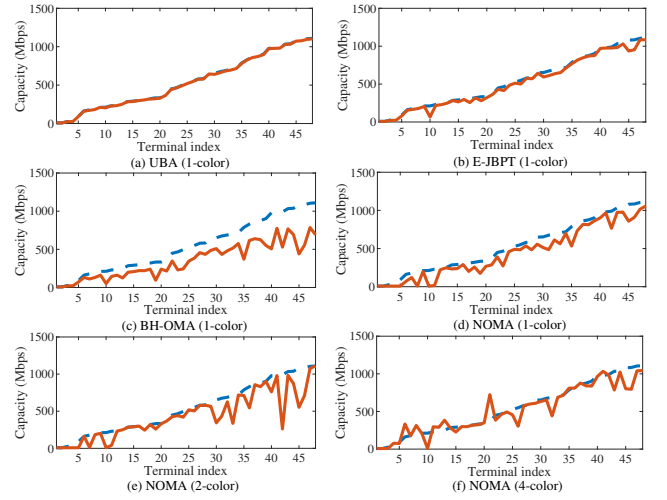 1500
1000
500
0
Capacity (Mbps)
5 10 15 20 25 30 35 40 45
Terminal index
(a) UBA (1-color)
1500
1000
500
0
Capacity (Mbps)
5 10 15 20 25 30 35 40 45
Terminal index
(b) E-JBPT (1-color)
1500
1000
500
0
Capacity (Mbps)
5 10 15 20 25 30 35 40 45
Terminal index
(c) BH-OMA (1-color)
1500
1000
500
0
Capacity (Mbps)
5 10 15 20 25 30 35 40 45
Terminal index
(d) NOMA (1-color)
1500
1000
500
0
Capacity (Mbps)
5 10 15 20 25 30 35 40 45
Terminal index
(e) NOMA (2-color)
1500
1000
500
0
Capacity (Mbps)
5 10 15 20 25 30 35 40 45
Terminal index
(f) NOMA (4-color)